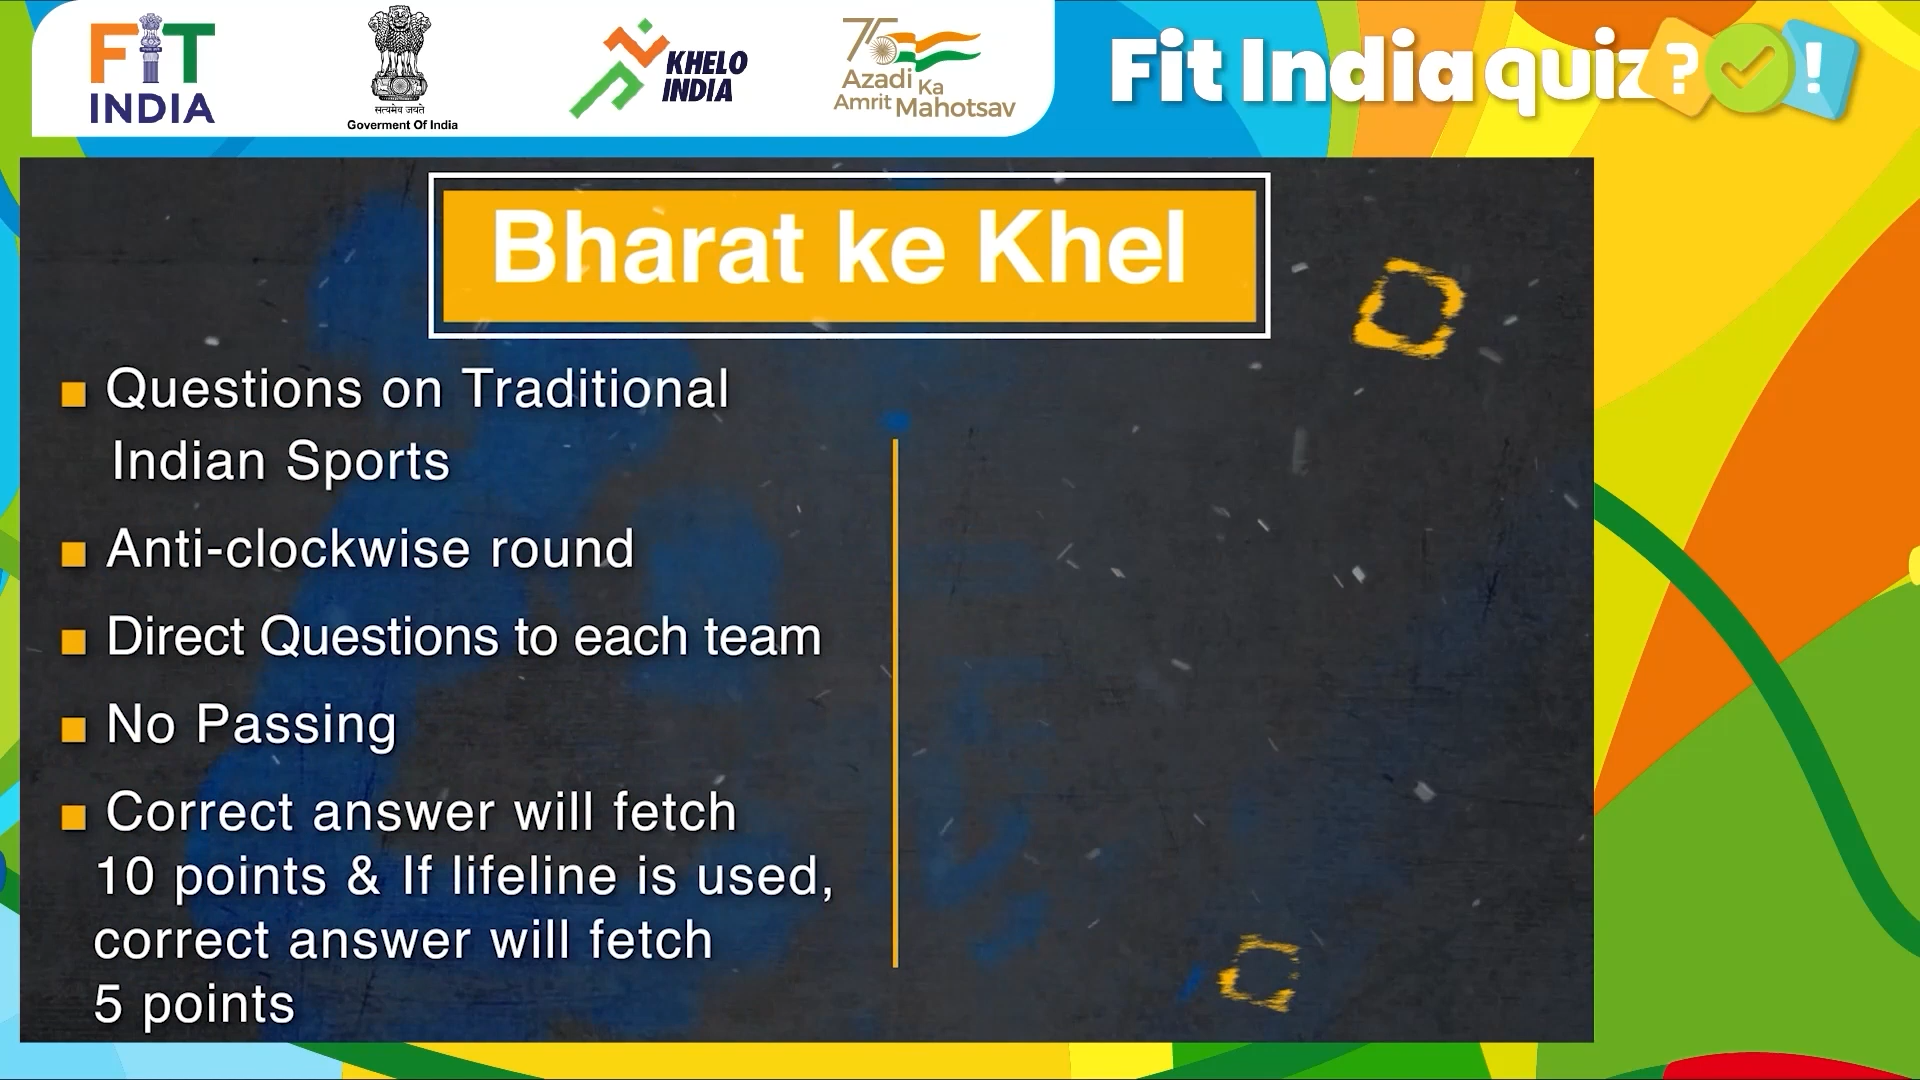 FIT
INDIA
सत्यमेव जयते
Goverment Of India
KHELO
INDIA
75
Azadi
Ka
Amrit Mahotsav
Fit India quiz?!
Bharat ke Khel
Questions on Traditional
Indian Sports
Anti-clockwise round
Direct Questions to each team
No Passing
Correct answer will fetch
10 points & If lifeline is used,
correct answer will fetch
5 points